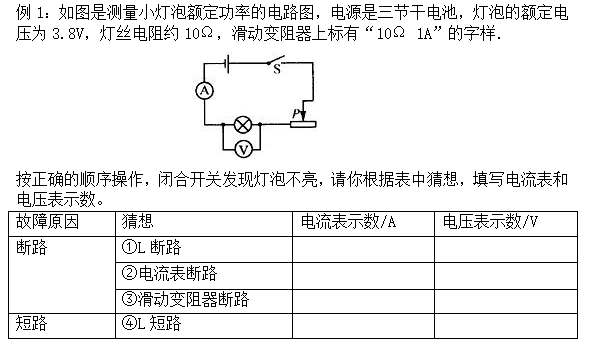 例 1：如图是测量小灯泡额定功率的电路图，电源是三节干电池，灯泡的额定电
压为 3.8V，灯丝电阻约 10Ω，滑动变阻器上标有“10Ω 1A”的字样．
S
A
P
V
按正确的顺序操作，闭合开关发现灯泡不亮，请你根据表中猜想，填写电流表和
电压表示数。
故障原因 猜想 电流表示数/A 电压表示数/V
断路 ①L 断路
②电流表断路
③滑动变阻器断路
短路 ④L 短路